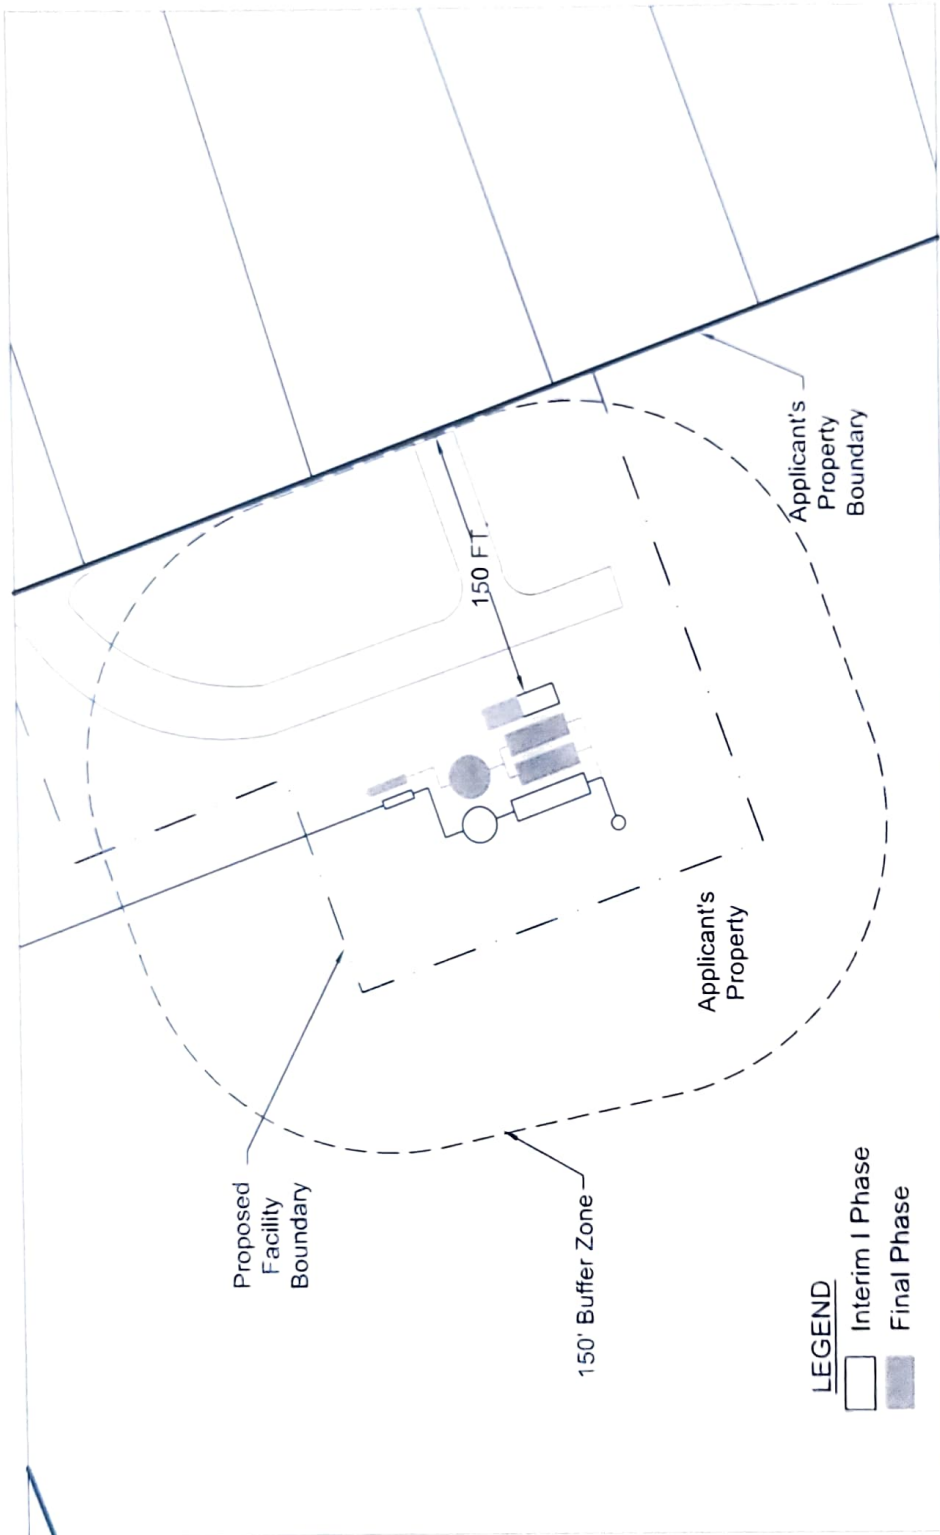 Proposed
Facility
Boundary
150 FT.
Applicant's
Property
Boundary
Applicant's
Property
150' Buffer Zone
LEGEND
Interim I Phase
Final Phase